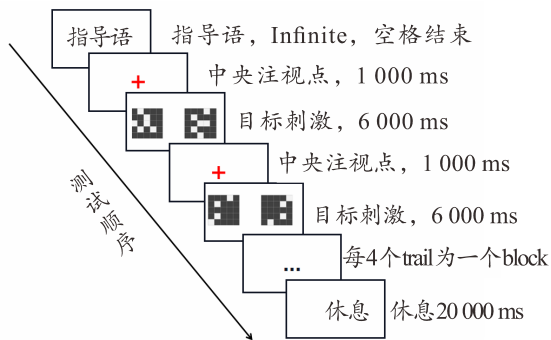 指导语 指导语，Infinite，空格结束
中央注视点，1 000 ms
目标刺激，6 000 ms
中央注视点，1 000 ms
目标刺激，6 000 ms
测试顺序
... 每4个trail为一个block
休息 休息20 000 ms